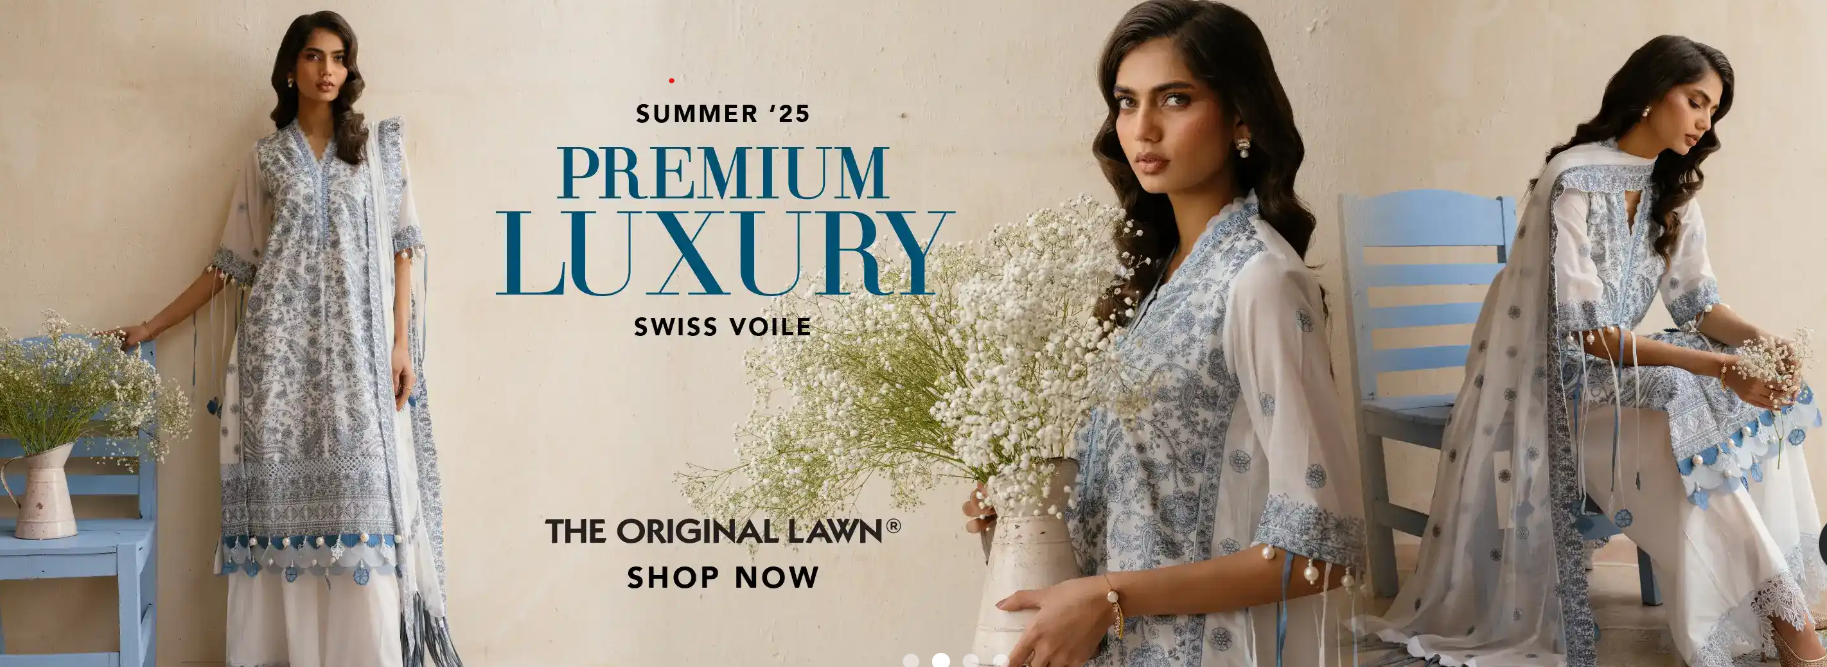 SUMMER ‘25
PREMIUM
LUXURY
SWISS VOILE
THE ORIGINAL LAWN®
SHOP NOW